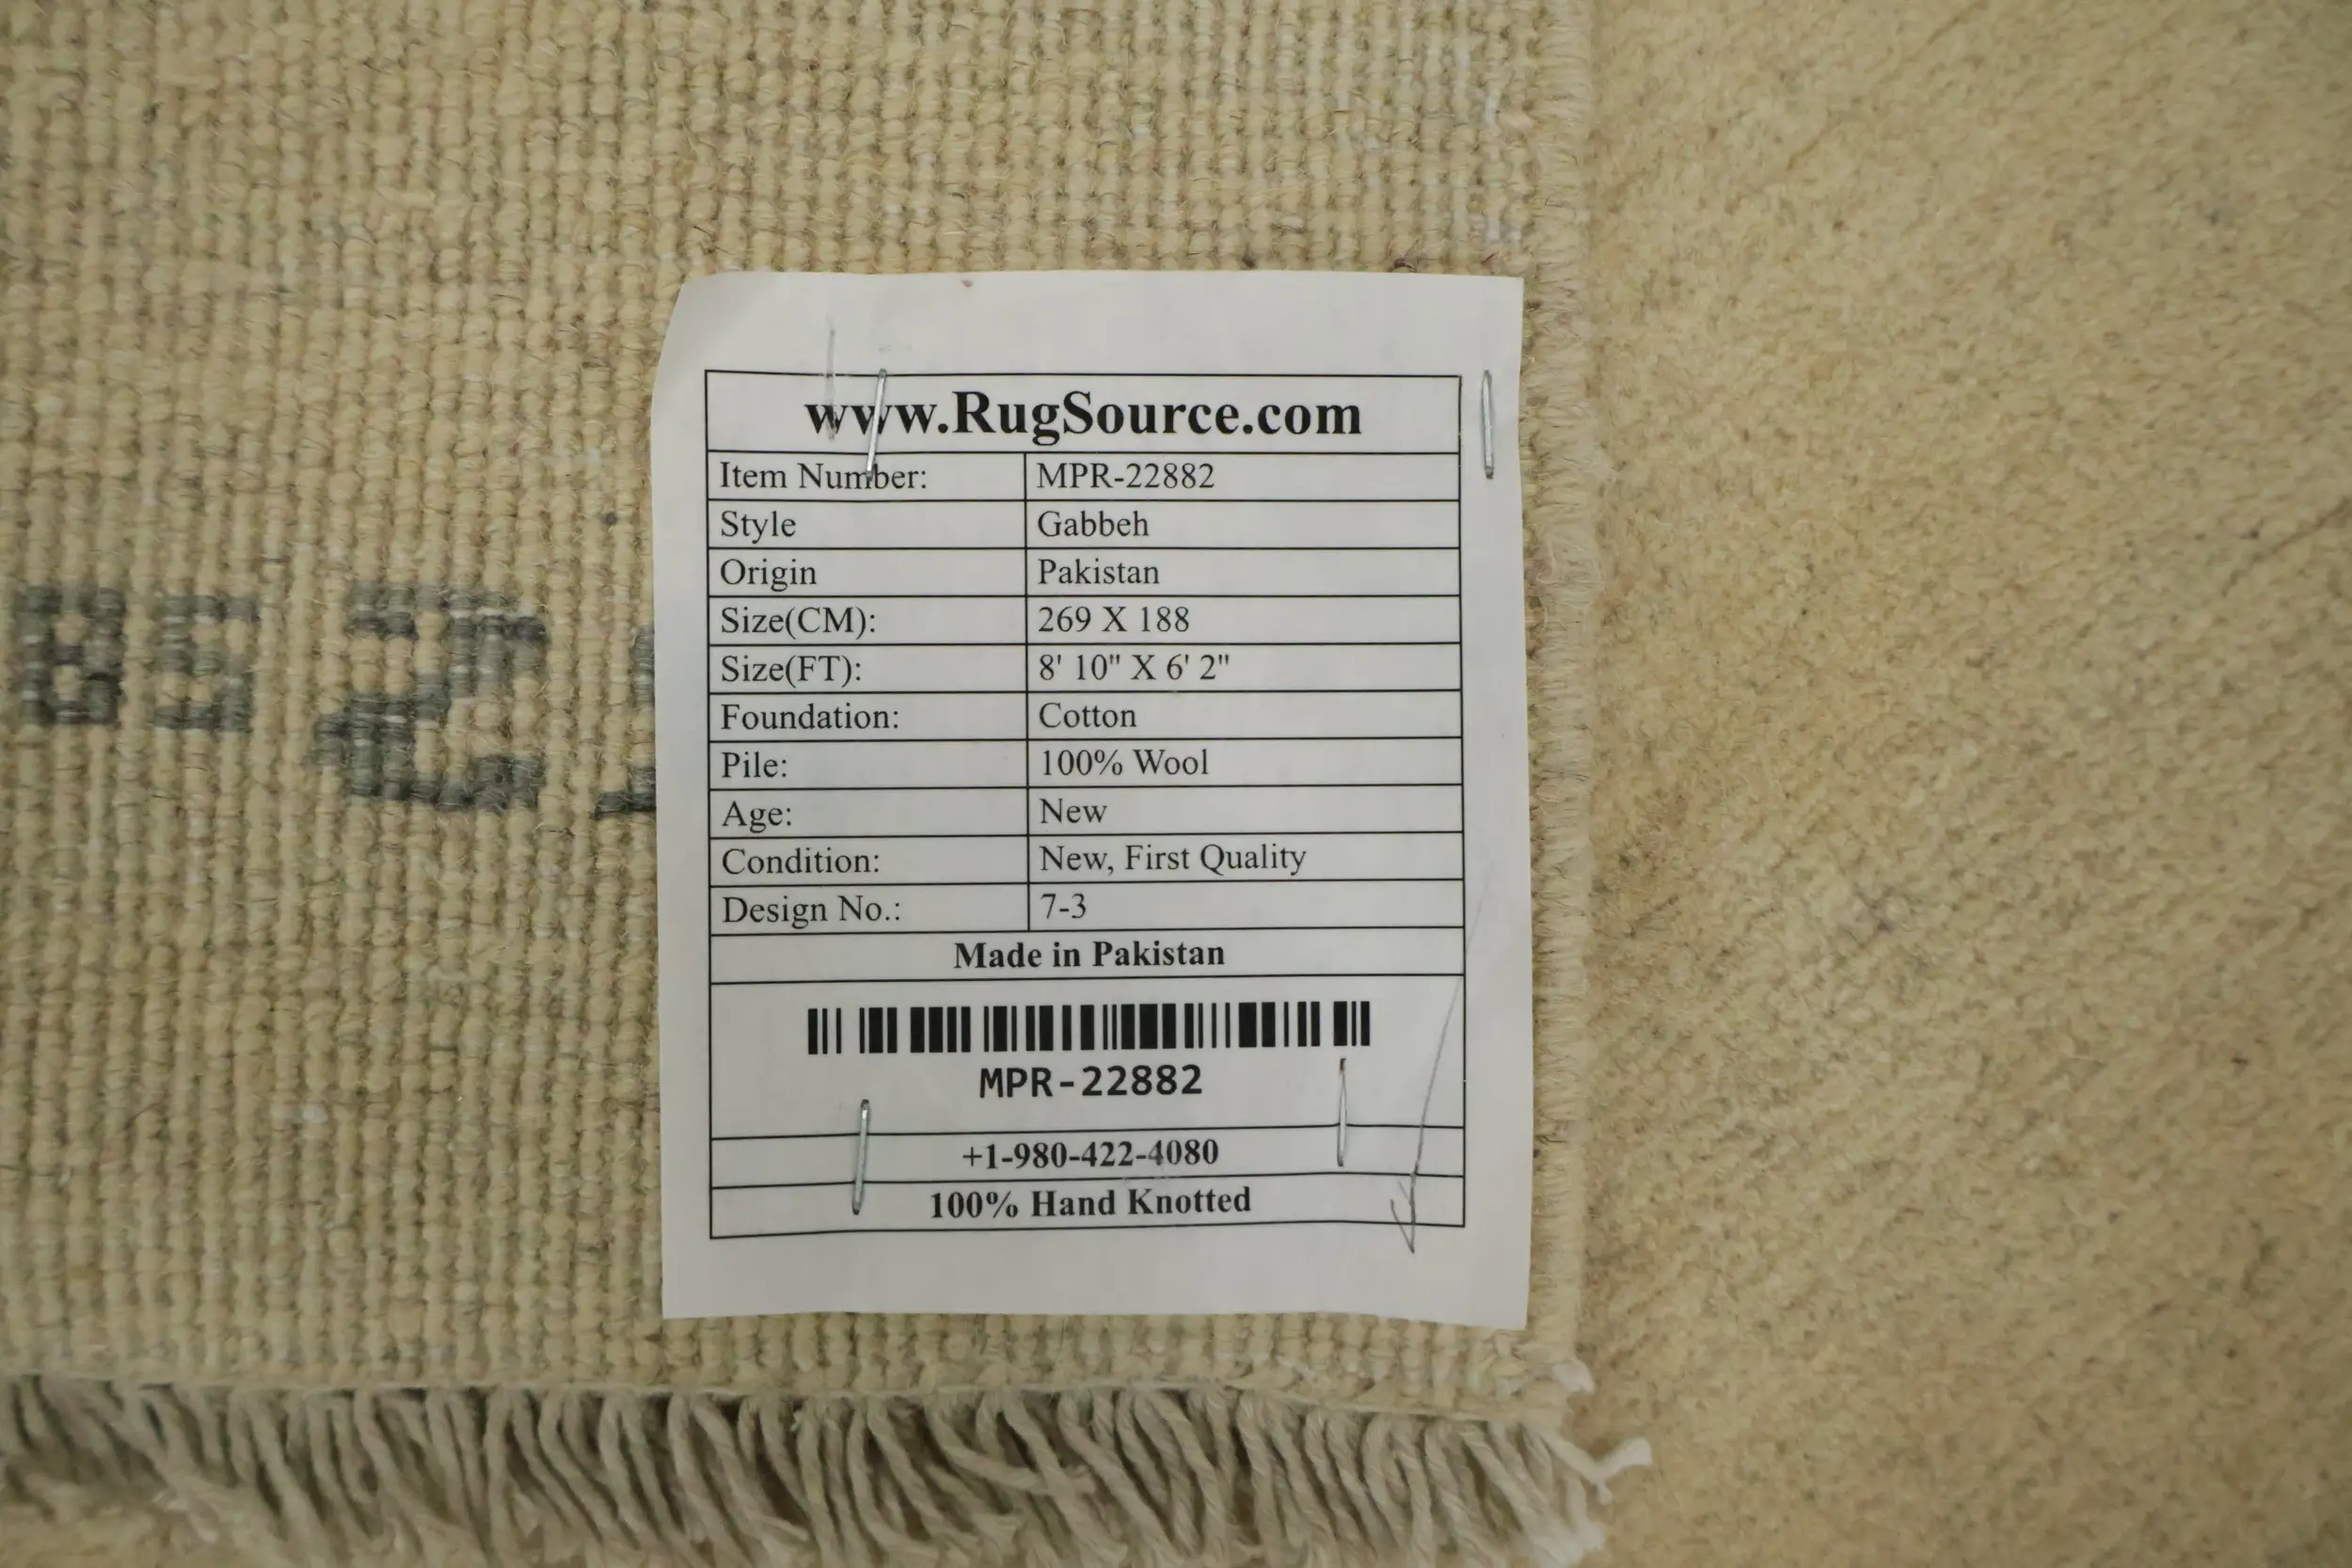 www.RugSource.com
Item Number: MPR-22882
Style Gabbeh
Origin Pakistan
Size(CM): 269 X 188
Size(FT): 8' 10" X 6' 2"
Foundation: Cotton
Pile: 100% Wool
Age: New
Condition: New, First Quality
Design No.: 7-3
Made in Pakistan
MPR-22882
+1-980-422-4080
100% Hand Knotted